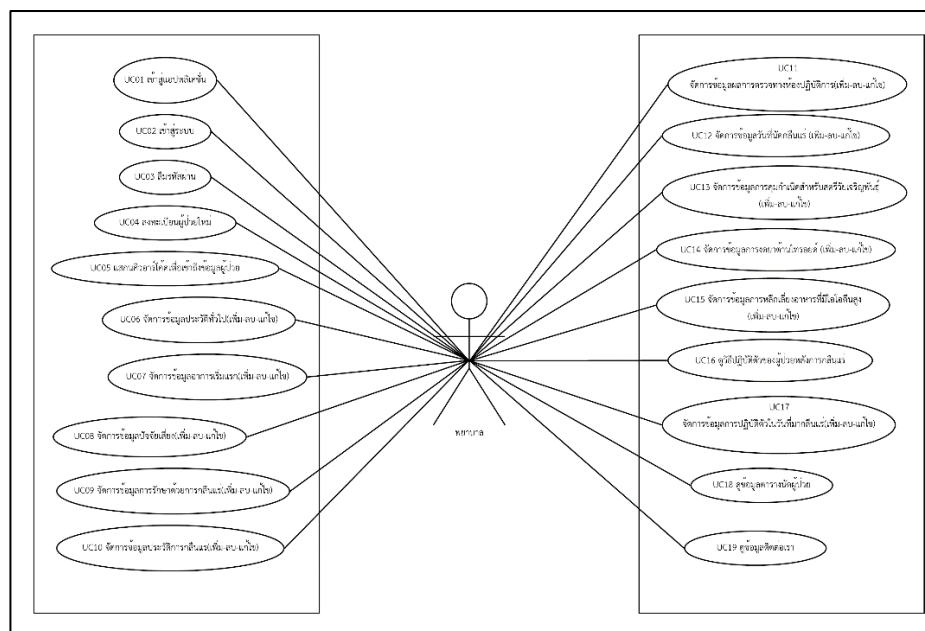 UC01 เข้าสู่แอปพลิเคชั่น
UC02 เข้าสู่ระบบ
UC03 ลืมรหัสผ่าน
UC04 ลงทะเบียนผู้ป่วยใหม่
UC05 แสกนคิวอาร์โค้ดเพื่อเข้าถึงข้อมูลผู้ป่วย
UC06 จัดการข้อมูลประวัติทั่วไป(เพิ่ม-ลบ-แก้ไข)
UC07 จัดการข้อมูลอาการเริ่มแรก(เพิ่ม-ลบ-แก้ไข)
UC08 จัดการข้อมูลปัจจัยเสี่ยง(เพิ่ม-ลบ-แก้ไข)
UC09 จัดการข้อมูลการรักษาด้วยการกลืนแร่(เพิ่ม-ลบ-แก้ไข)
UC10 จัดการข้อมูลประวัติการกลืนแร่(เพิ่ม-ลบ-แก้ไข)
พยาบาล
UC11
จัดการข้อมูลผลการตรวจทางห้องปฏิบัติการ(เพิ่ม-ลบ-แก้ไข)
UC12 จัดการข้อมูลวันที่นัดกลืนแร่ (เพิ่ม-ลบ-แก้ไข)
UC13 จัดการข้อมูลการคุมกำเนิดสำหรับสตรีวัยเจริญพันธุ์
(เพิ่ม-ลบ-แก้ไข)
UC14 จัดการข้อมูลการงดยาต้านไทรอยด์ (เพิ่ม-ลบ-แก้ไข)
UC15 จัดการข้อมูลการหลีกเลี่ยงอาหารที่มีไอโอดีนสูง
(เพิ่ม-ลบ-แก้ไข)
UC16 ดูวิธีปฏิบัติตัวของผู้ป่วยหลังการกลืนแร่
UC17
จัดการข้อมูลการปฏิบัติตัวในวันที่มากลืนแร่(เพิ่ม-ลบ-แก้ไข)
UC18 ดูข้อมูลตารางนัดผู้ป่วย
UC19 ดูข้อมูลติดต่อเรา